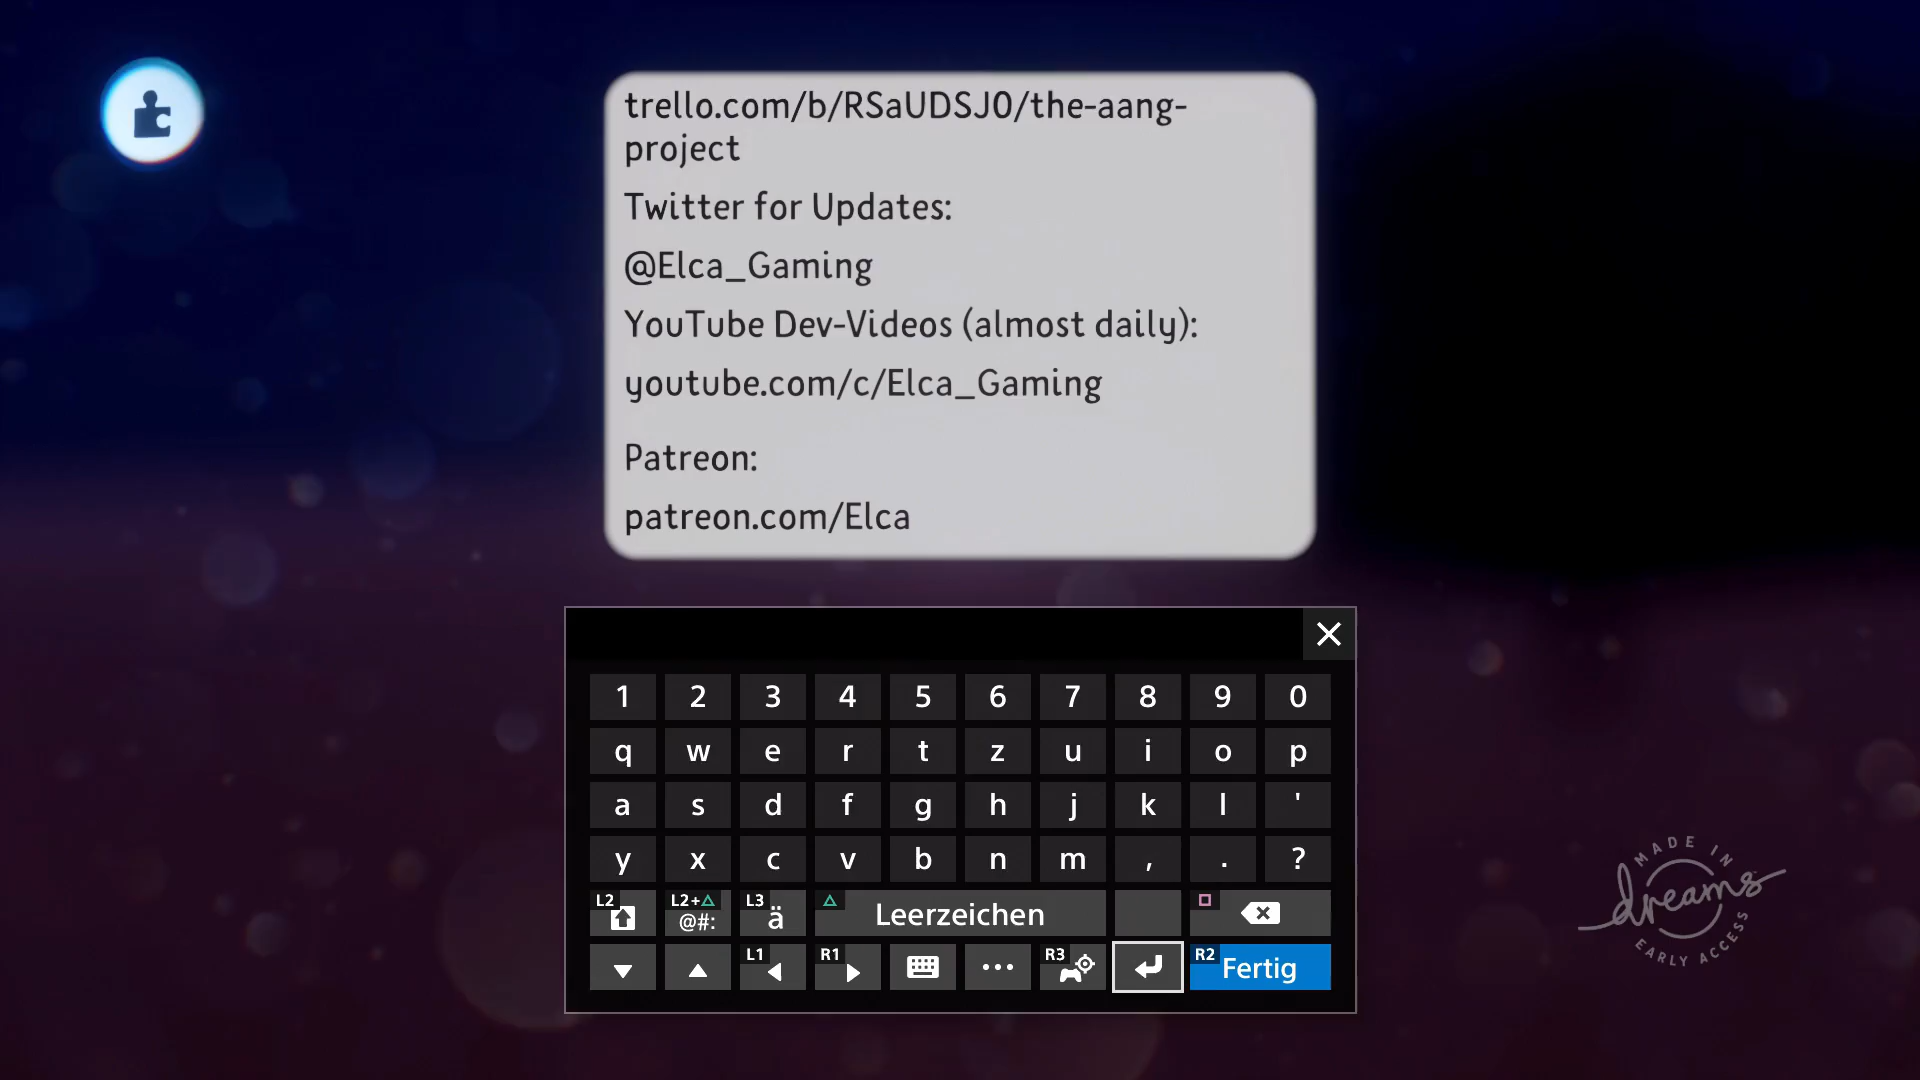 trello.com/b/RSaUDSJ0/the-aang-
project
Twitter for Updates:
@Elca_Gaming
YouTube Dev-Videos (almost daily):
youtube.com/c/Elca_Gaming
Patreon:
patreon.com/Elca
1 2 3 4 5 6 7 8 9 0
q w e r t z u i o p
a s d f g h j k l '
y x c v b n m , . ?
L2 L2+△ @#: L3 ä △ Leerzeichen
L1 R1 ... R3 R2 Fertig
MADE IN
dreams
EARLY ACCESS